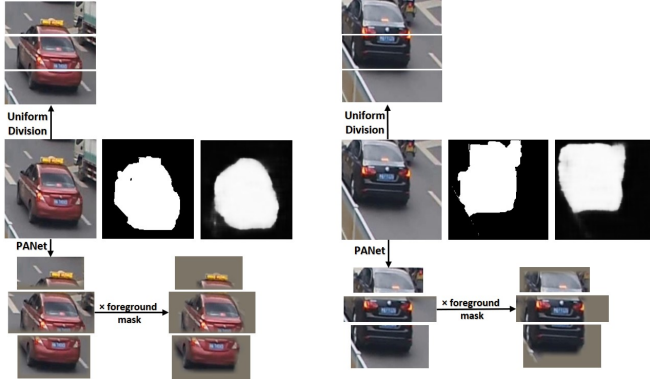 Uniform
Division
PANet
× foreground
mask
Uniform
Division
PANet
× foreground
mask